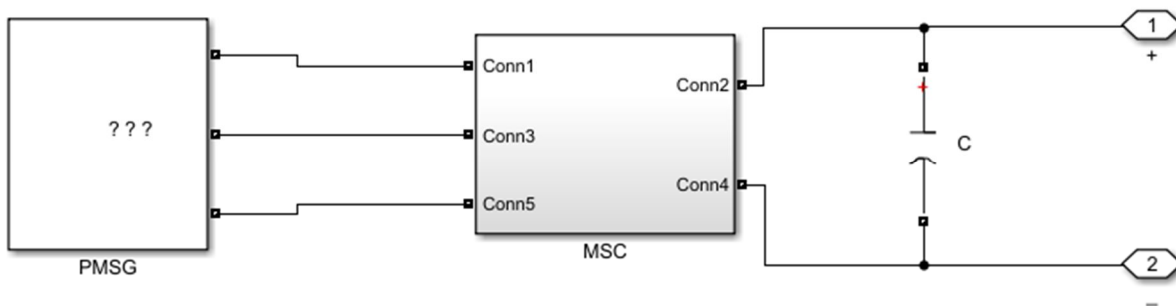 ? ? ?
PMSG
Conn1
Conn3
Conn5
Conn2
Conn4
MSC
+
C
1
+
2
−